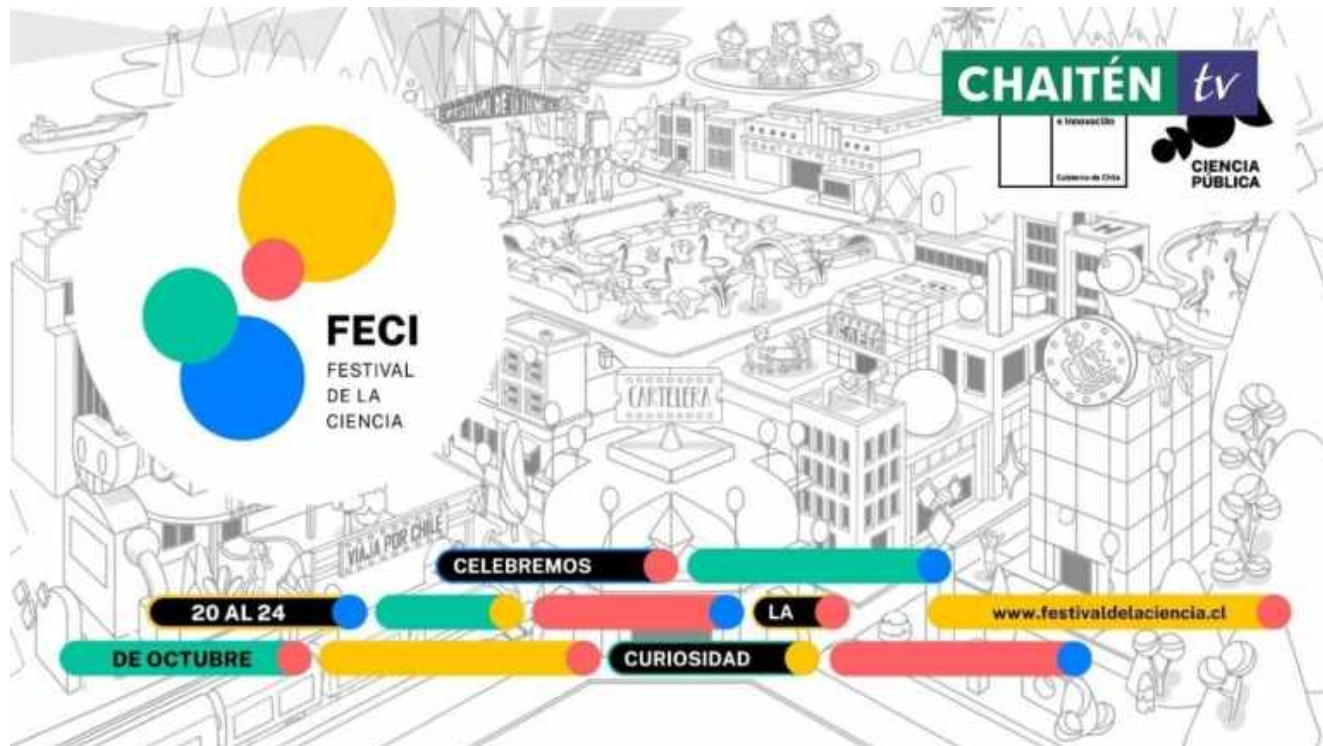 CHAITÉN tv
e Innovación
Gobierno de Chile
CIENCIA
PÚBLICA
FECI
FESTIVAL
DE LA
CIENCIA
CARTELERA
VIAJA POR CHILE
CELEBREMOS
20 AL 24
LA
www.festivaldelaciencia.cl
DE OCTUBRE
CURIOSIDAD
H